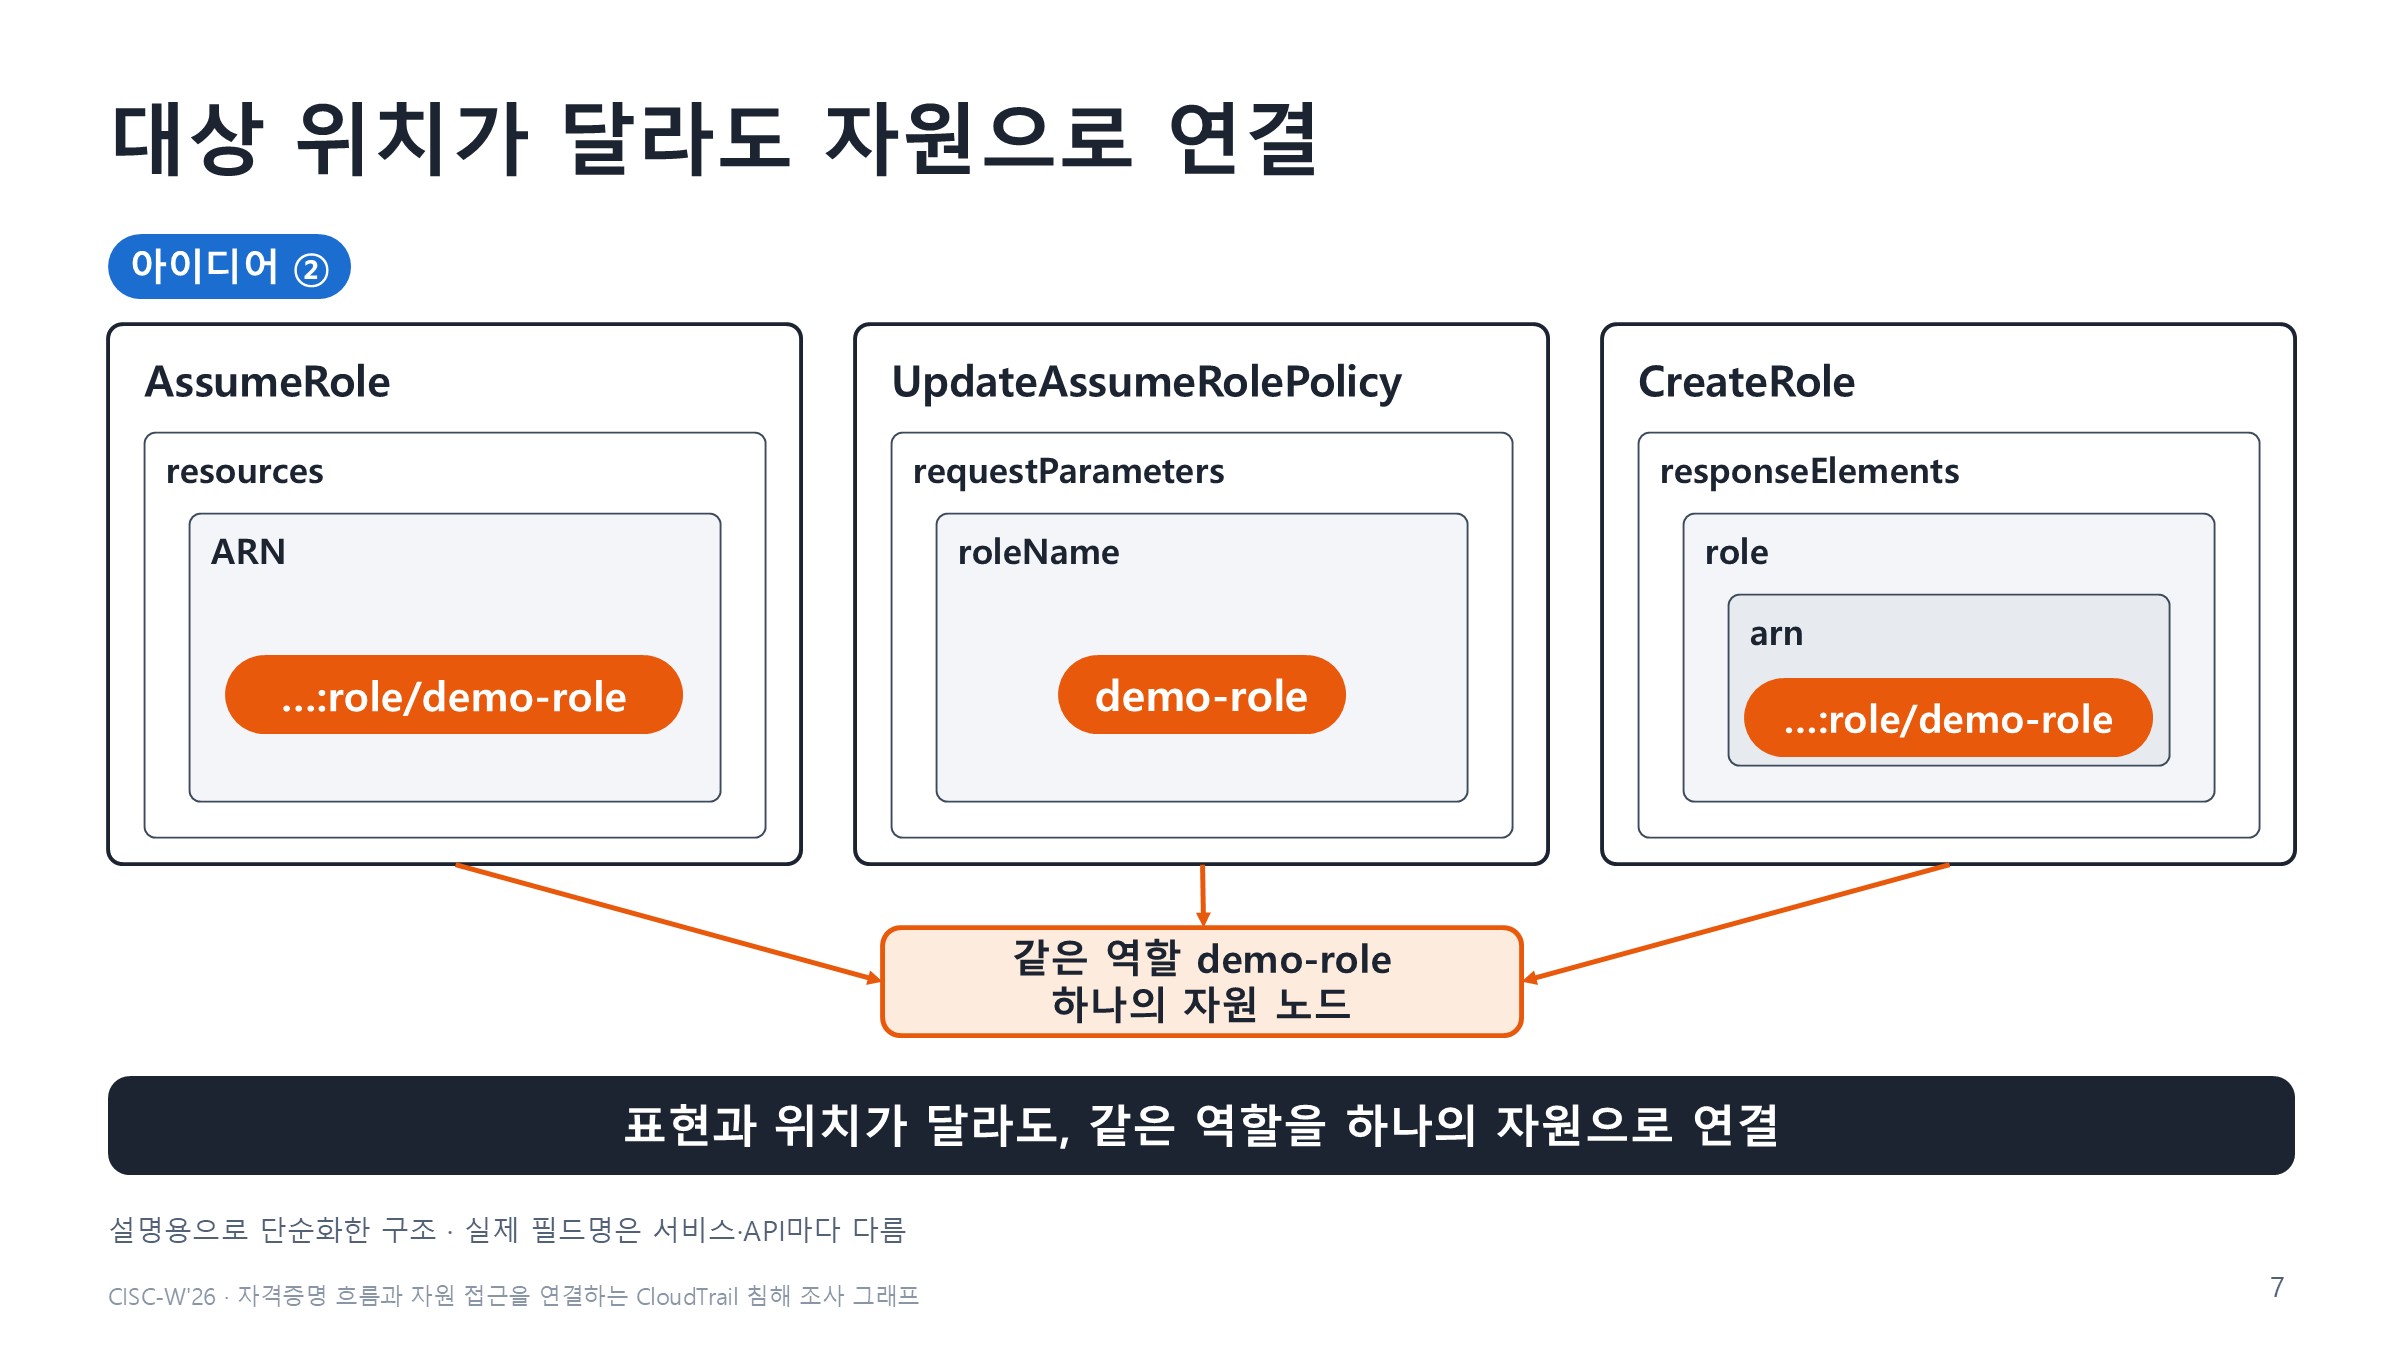 대상 위치가 달라도 자원으로 연결
아이디어 ②
AssumeRole
resources
ARN
...:role/demo-role
UpdateAssumeRolePolicy
requestParameters
roleName
demo-role
CreateRole
responseElements
role
arn
...:role/demo-role
같은 역할 demo-role
하나의 자원 노드
표현과 위치가 달라도, 같은 역할을 하나의 자원으로 연결
설명용으로 단순화한 구조 · 실제 필드명은 서비스·API마다 다름
CISC-W'26 · 자격증명 흐름과 자원 접근을 연결하는 CloudTrail 침해 조사 그래프
7